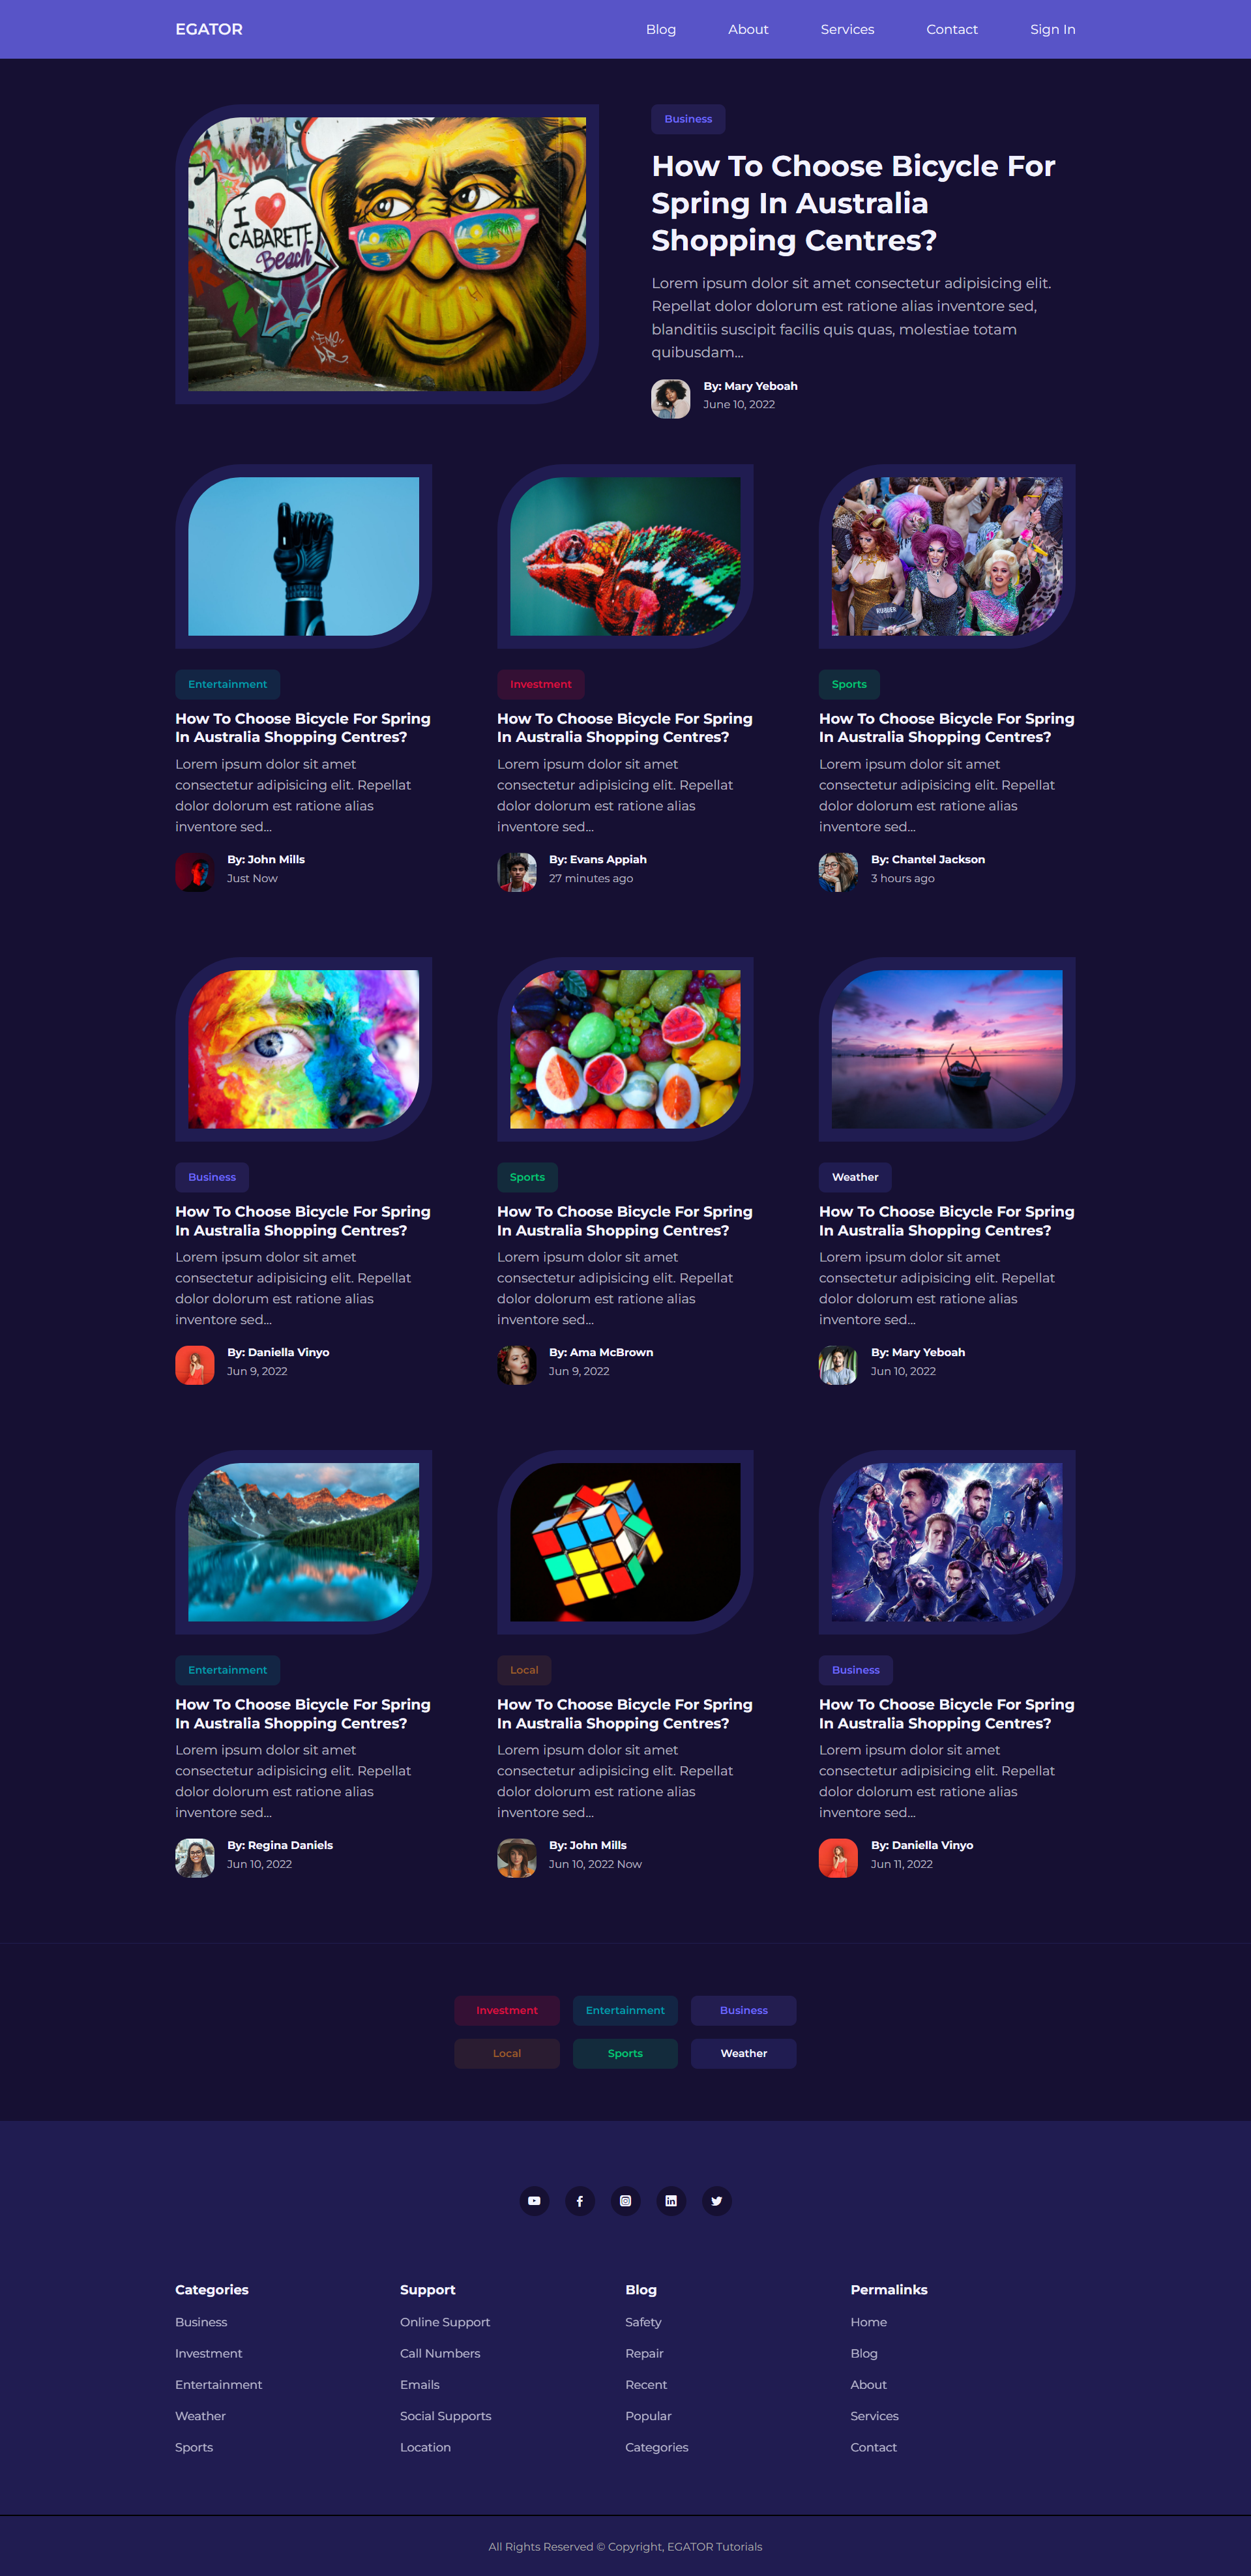 EGATOR
Blog
About
Services
Contact
Sign In
I
CABARETE
Beach
Business
How To Choose Bicycle For
Spring In Australia
Shopping Centres?
Lorem ipsum dolor sit amet consectetur adipisicing elit.
Repellat dolor dolorum est ratione alias inventore sed,
blanditiis suscipit facilis quis quas, molestiae totam
quibusdam...
By: Mary Yeboah
June 10, 2022
Entertainment
How To Choose Bicycle For Spring
In Australia Shopping Centres?
Lorem ipsum dolor sit amet
consectetur adipisicing elit. Repellat
dolor dolorum est ratione alias
inventore sed...
By: John Mills
Just Now
Investment
How To Choose Bicycle For Spring
In Australia Shopping Centres?
Lorem ipsum dolor sit amet
consectetur adipisicing elit. Repellat
dolor dolorum est ratione alias
inventore sed...
By: Evans Appiah
27 minutes ago
Sports
How To Choose Bicycle For Spring
In Australia Shopping Centres?
Lorem ipsum dolor sit amet
consectetur adipisicing elit. Repellat
dolor dolorum est ratione alias
inventore sed...
By: Chantel Jackson
3 hours ago
Business
How To Choose Bicycle For Spring
In Australia Shopping Centres?
Lorem ipsum dolor sit amet
consectetur adipisicing elit. Repellat
dolor dolorum est ratione alias
inventore sed...
By: Daniella Vinyo
Jun 9, 2022
Sports
How To Choose Bicycle For Spring
In Australia Shopping Centres?
Lorem ipsum dolor sit amet
consectetur adipisicing elit. Repellat
dolor dolorum est ratione alias
inventore sed...
By: Ama McBrown
Jun 9, 2022
Weather
How To Choose Bicycle For Spring
In Australia Shopping Centres?
Lorem ipsum dolor sit amet
consectetur adipisicing elit. Repellat
dolor dolorum est ratione alias
inventore sed...
By: Mary Yeboah
Jun 10, 2022
Entertainment
How To Choose Bicycle For Spring
In Australia Shopping Centres?
Lorem ipsum dolor sit amet
consectetur adipisicing elit. Repellat
dolor dolorum est ratione alias
inventore sed...
By: Regina Daniels
Jun 10, 2022
Local
How To Choose Bicycle For Spring
In Australia Shopping Centres?
Lorem ipsum dolor sit amet
consectetur adipisicing elit. Repellat
dolor dolorum est ratione alias
inventore sed...
By: John Mills
Jun 10, 2022 Now
Business
How To Choose Bicycle For Spring
In Australia Shopping Centres?
Lorem ipsum dolor sit amet
consectetur adipisicing elit. Repellat
dolor dolorum est ratione alias
inventore sed...
By: Daniella Vinyo
Jun 11, 2022
Investment
Entertainment
Business
Local
Sports
Weather
Categories
Business
Investment
Entertainment
Weather
Sports
Support
Online Support
Call Numbers
Emails
Social Supports
Location
Blog
Safety
Repair
Recent
Popular
Categories
Permalinks
Home
Blog
About
Services
Contact
All Rights Reserved © Copyright, EGATOR Tutorials